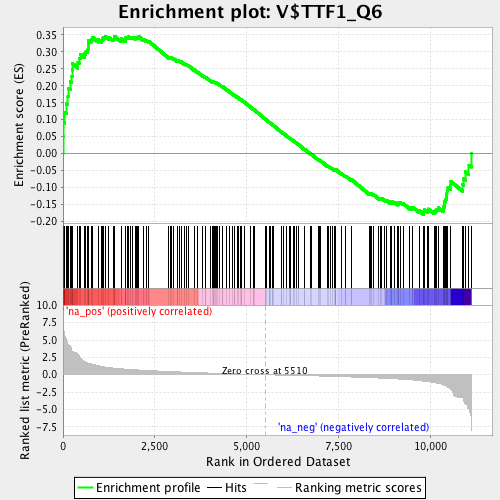 Enrichment plot: V$TTF1_Q6
Enrichment score (ES)
0.35
0.30
0.25
0.20
0.15
0.10
0.05
0.00
-0.05
-0.10
-0.15
-0.20
'na_pos' (positively correlated)
Ranked list metric (PreRanked)
10.0
7.5
5.0
2.5
0.0
-2.5
-5.0
-7.5
Zero cross at 5510
'na_neg' (negatively correlated)
0
2,500
5,000
7,500
10,000
Rank in Ordered Dataset
Enrichment profile
Hits
Ranking metric scores